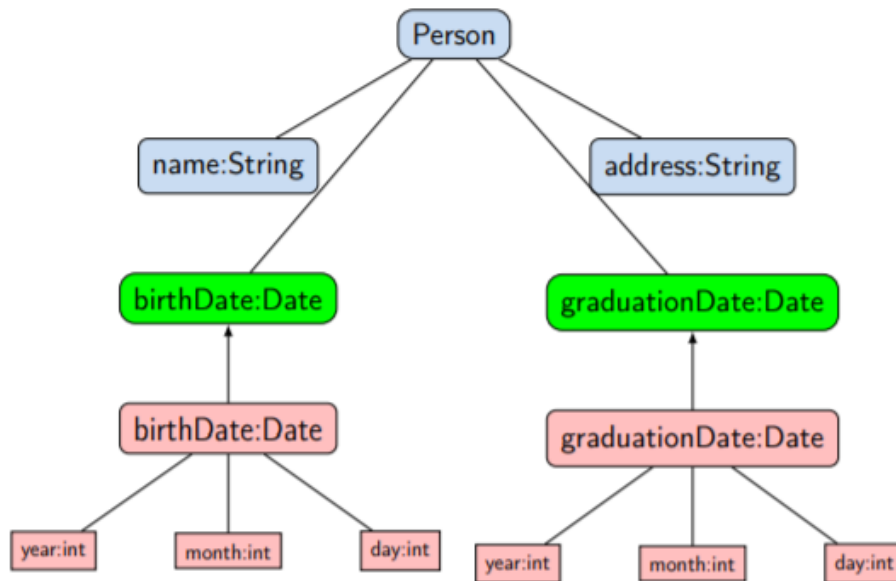 Person
name:String
address:String
birthDate:Date
graduationDate:Date
birthDate:Date
graduationDate:Date
year:int
month:int
day:int
year:int
month:int
day:int